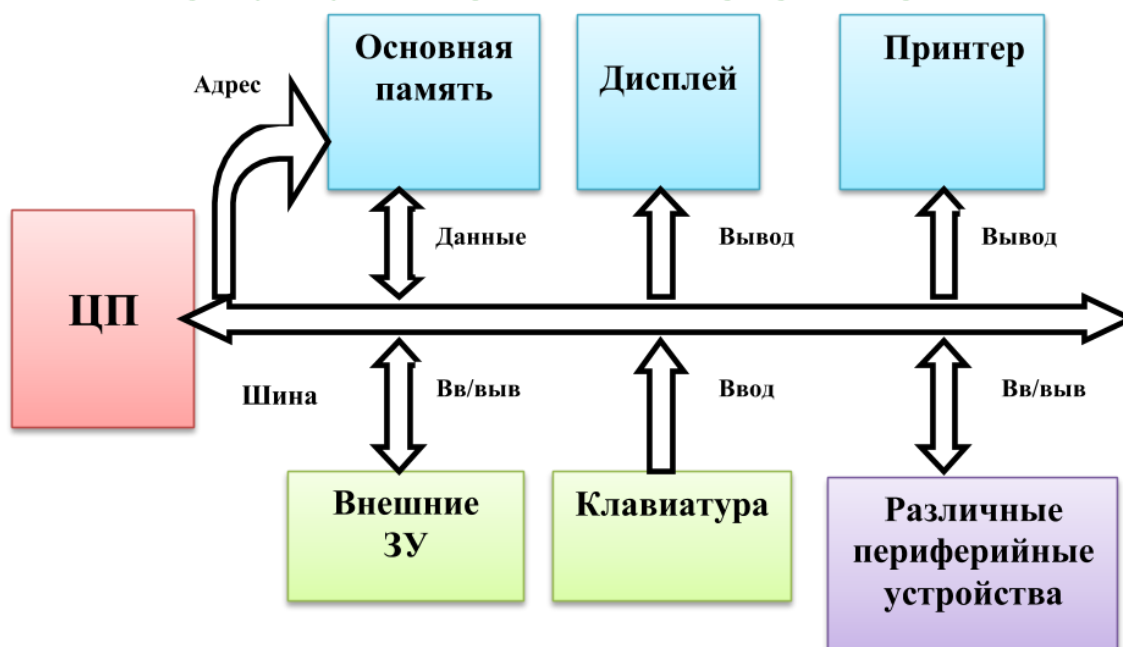 Основная
память
Дисплей
Принтер
Адрес
Данные
Вывод
Вывод
ЦП
Шина
Вв/выв
Ввод
Вв/выв
Внешние
ЗУ
Клавиатура
Различные
периферийные
устройства